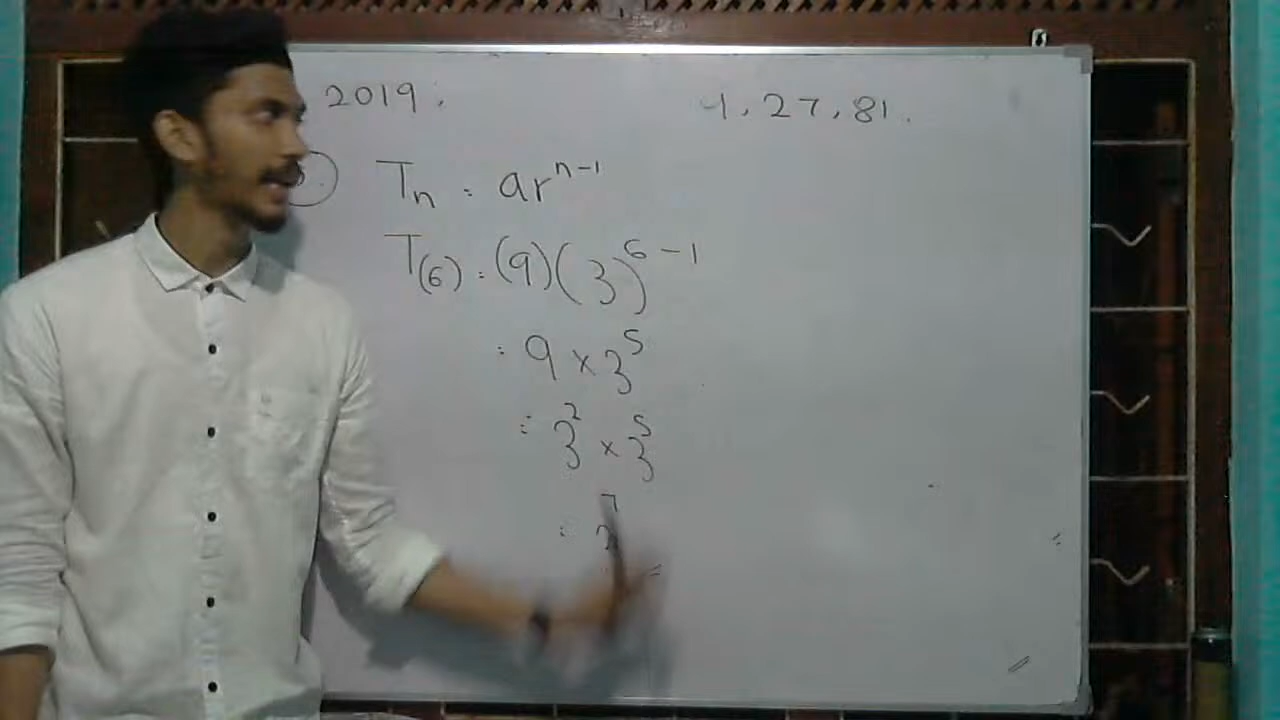 2019.
9, 27, 81.
Tn = ar^n-1
T(6) = (9)(3)^6-1
= 9 × 3^5
= 3^2 × 3^5
= 3^7